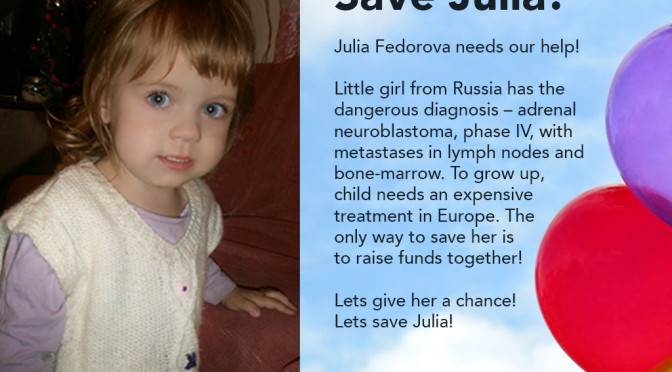 Save Julia!
Julia Fedorova needs our help!
Little girl from Russia has the
dangerous diagnosis – adrenal
neuroblastoma, phase IV, with
metastases in lymph nodes and
bone-marrow. To grow up,
child needs an expensive
treatment in Europe. The
only way to save her is
to raise funds together!
Lets give her a chance!
Lets save Julia!